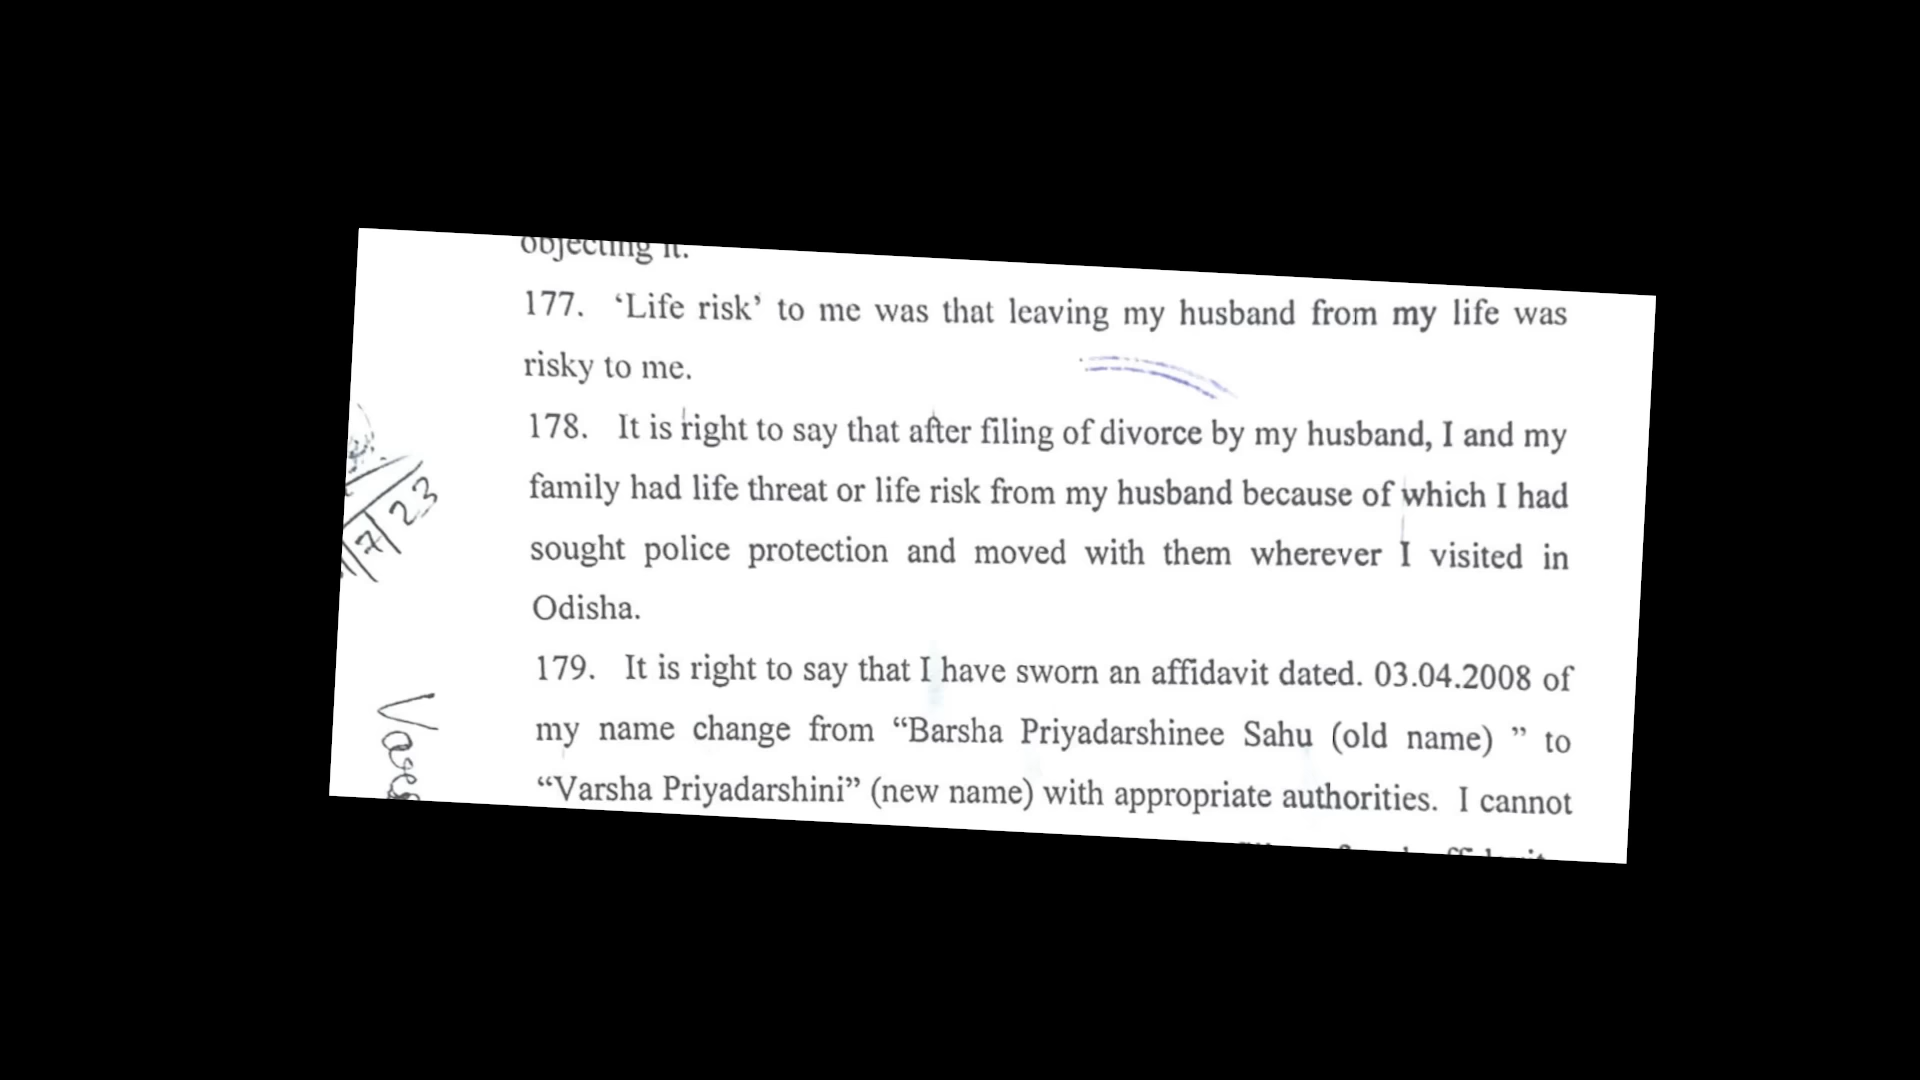 objecting it.
177. ‘Life risk’ to me was that leaving my husband from my life was
risky to me.
178. It is right to say that after filing of divorce by my husband, I and my
family had life threat or life risk from my husband because of which I had
sought police protection and moved with them wherever I visited in
Odisha.
179. It is right to say that I have sworn an affidavit dated. 03.04.2008 of
my name change from “Barsha Priyadarshinee Sahu (old name) ” to
“Varsha Priyadarshini” (new name) with appropriate authorities. I cannot
/7/23